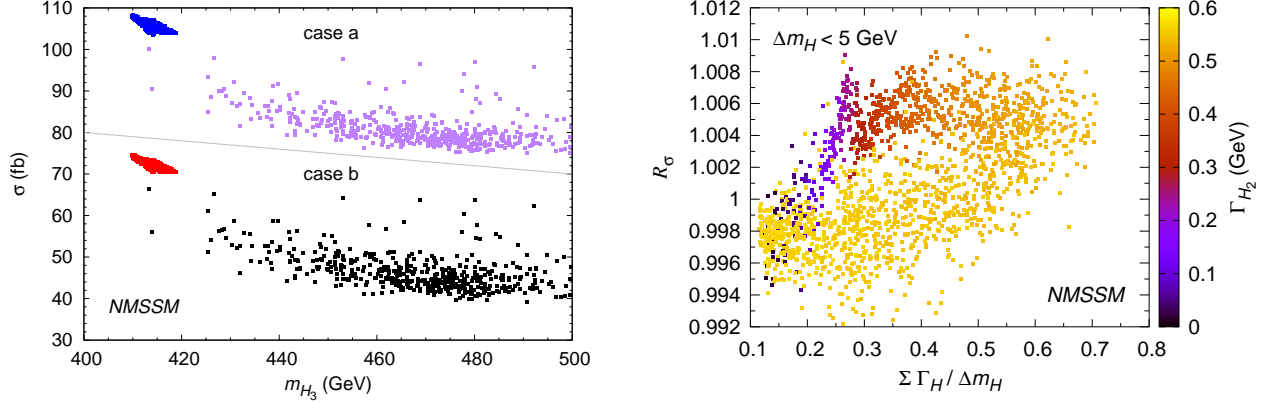 110
100
90
80
70
60
50
40
30
σ (fb)
case a
case b
NMSSM
400 420 440 460 480 500
m_{H_3} (GeV)
1.012
1.01
1.008
1.006
1.004
1.002
1
0.998
0.996
0.994
0.992
R_σ
Δm_H < 5 GeV
NMSSM
0.1 0.2 0.3 0.4 0.5 0.6 0.7 0.8
Σ Γ_H / Δm_H
0.6
0.5
0.4
0.3
0.2
0.1
0
Γ_{H_2} (GeV)